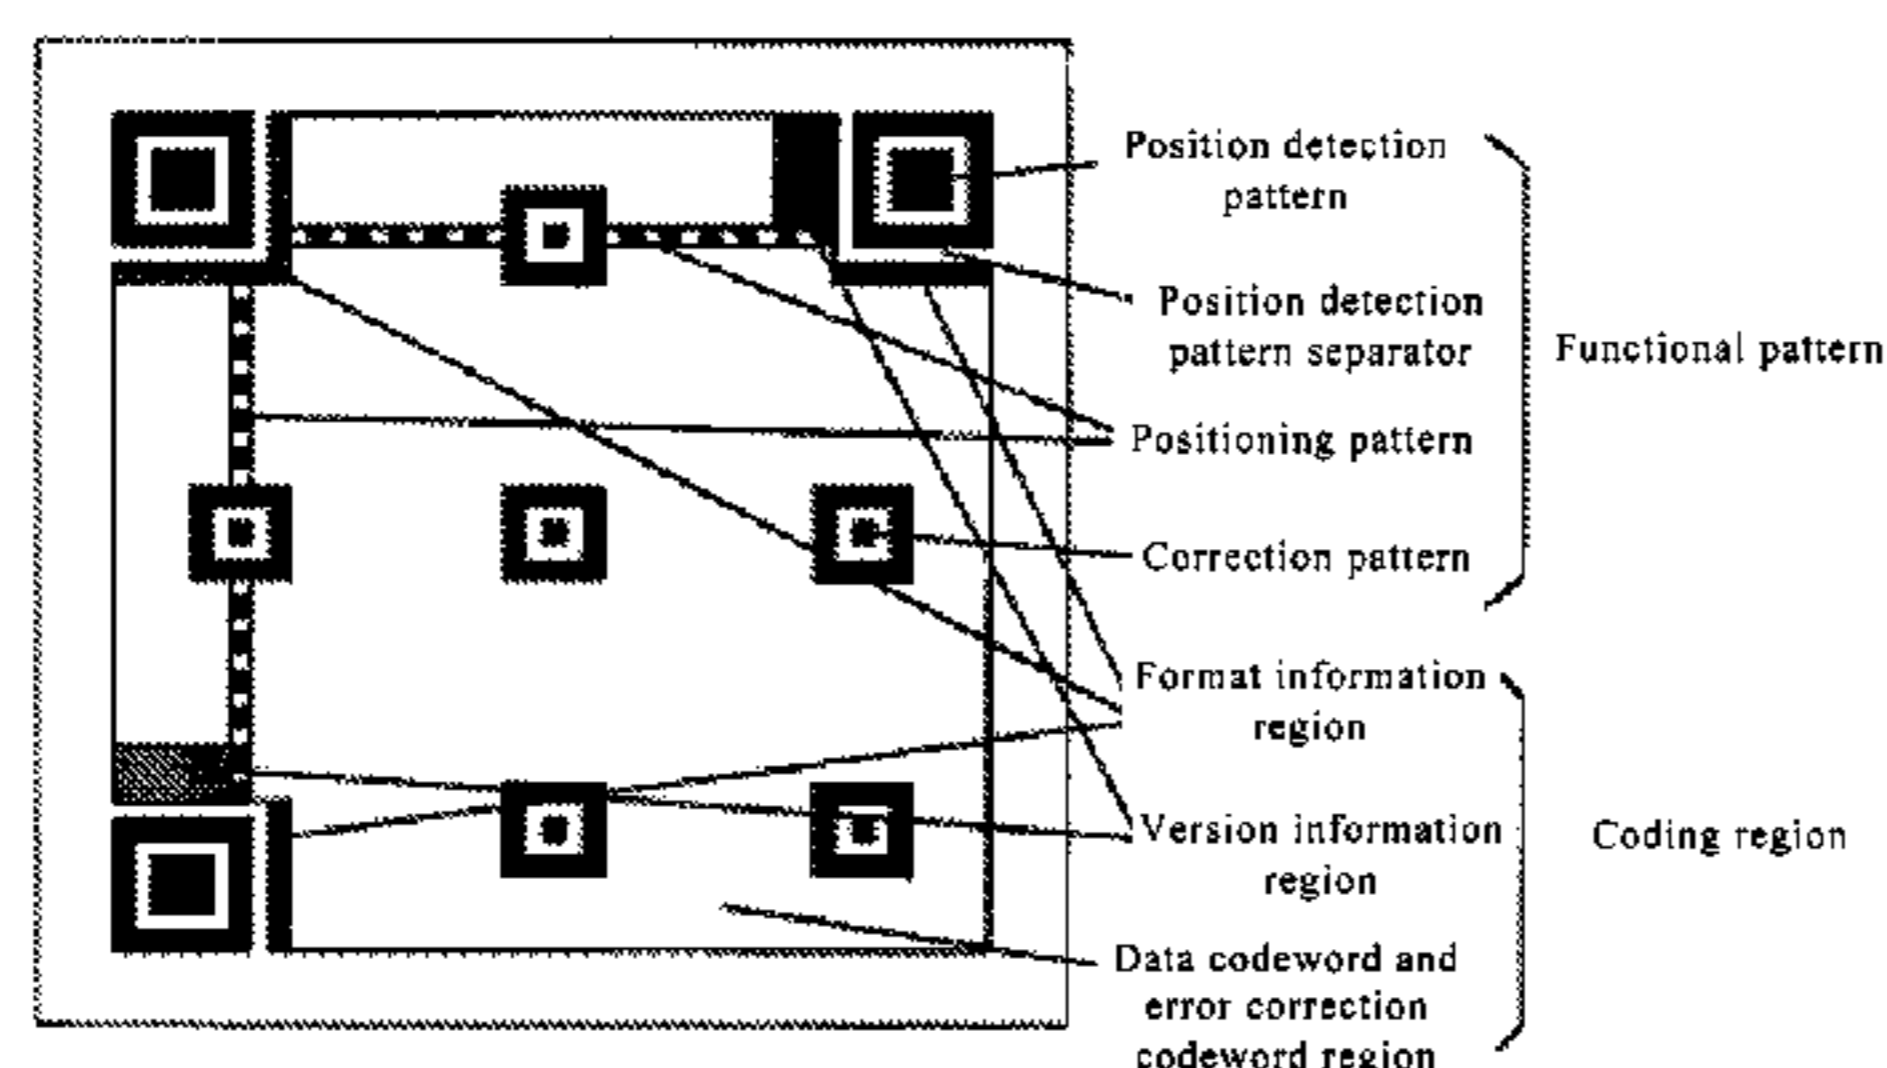 Position detection
pattern
Position detection
pattern separator
Functional pattern
Positioning pattern
Correction pattern
Format information
region
Version information
region
Coding region
Data codeword and
error correction
codeword region